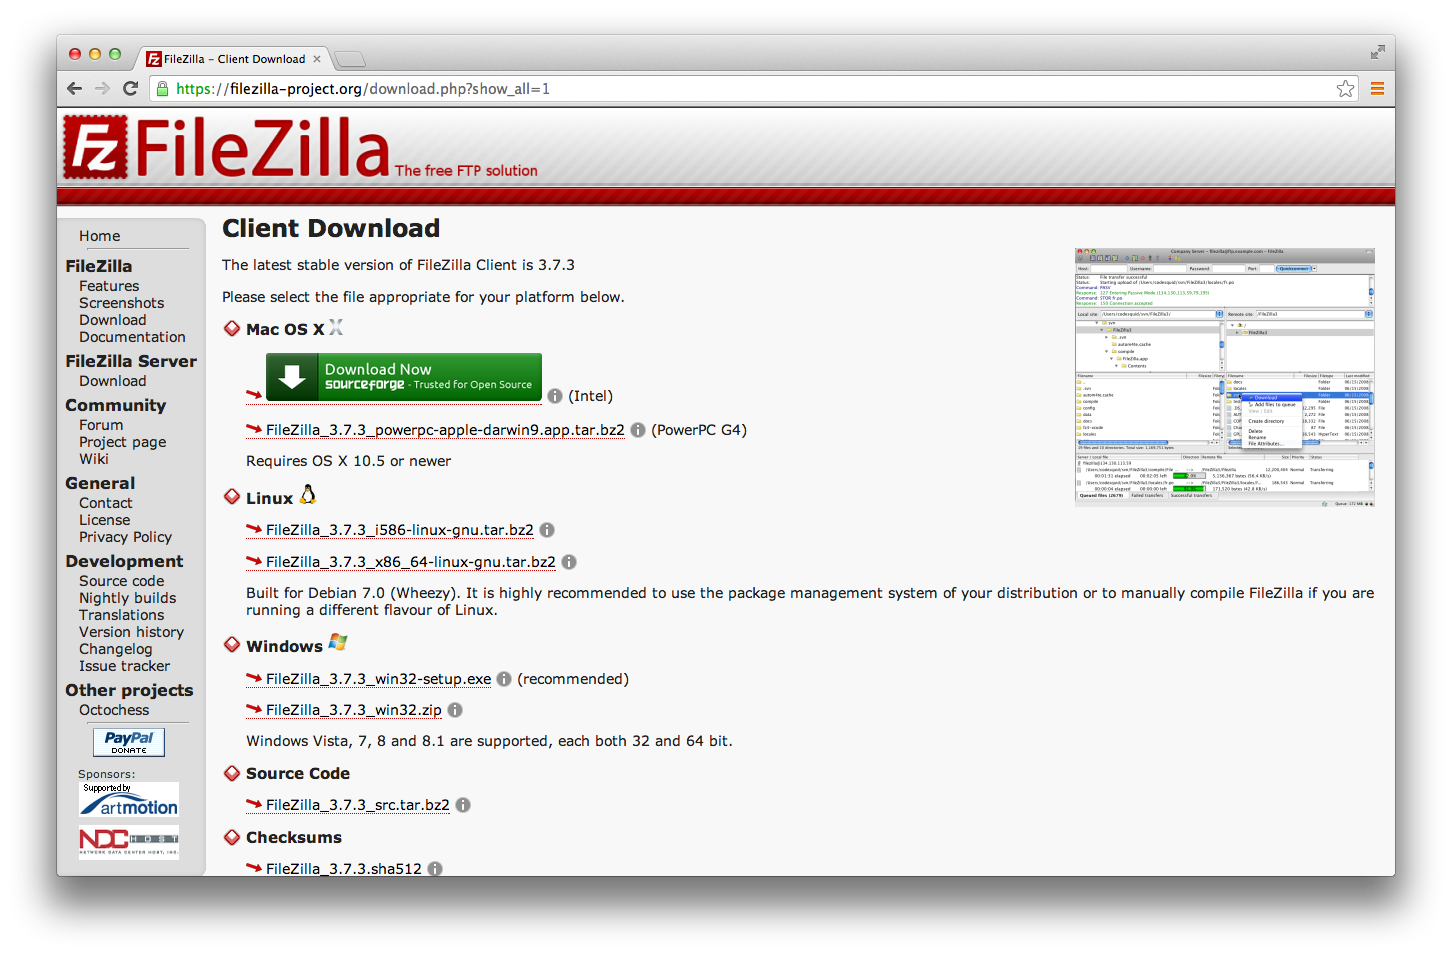 FileZilla - Client Download
https://filezilla-project.org/download.php?show_all=1
FileZilla The free FTP solution
Home
FileZilla
Features
Screenshots
Download
Documentation
FileZilla Server
Download
Community
Forum
Project page
Wiki
General
Contact
License
Privacy Policy
Development
Source code
Nightly builds
Translations
Version history
Changelog
Issue tracker
Other projects
Octochess
PayPal
DONATE
Sponsors:
Supported by
artmotion
NDC HOST
NETWORK DATA CENTER HOST, INC.
Client Download
The latest stable version of FileZilla Client is 3.7.3
Please select the file appropriate for your platform below.
Mac OS X
Download Now
sourceforge - Trusted for Open Source
(Intel)
FileZilla_3.7.3_powerpc-apple-darwin9.app.tar.bz2 (PowerPC G4)
Requires OS X 10.5 or newer
Linux
FileZilla_3.7.3_i586-linux-gnu.tar.bz2
FileZilla_3.7.3_x86_64-linux-gnu.tar.bz2
Built for Debian 7.0 (Wheezy). It is highly recommended to use the package management system of your distribution or to manually compile FileZilla if you are
running a different flavour of Linux.
Windows
FileZilla_3.7.3_win32-setup.exe (recommended)
FileZilla_3.7.3_win32.zip
Windows Vista, 7, 8 and 8.1 are supported, each both 32 and 64 bit.
Source Code
FileZilla_3.7.3_src.tar.bz2
Checksums
FileZilla_3.7.3.sha512